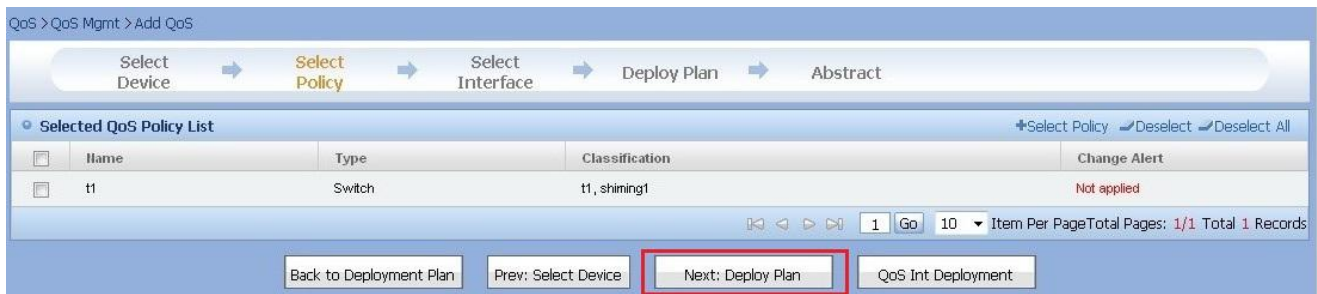 QoS > QoS Mgmt > Add QoS
Select Device
Select Policy
Select Interface
Deploy Plan
Abstract
Selected QoS Policy List
Select Policy Deselect Deselect All
Name Type Classification Change Alert
t1 Switch t1, shiming1 Not applied
1 Go 10 Item Per PageTotal Pages: 1/1 Total 1 Records
Back to Deployment Plan Prev: Select Device Next: Deploy Plan QoS Int Deployment